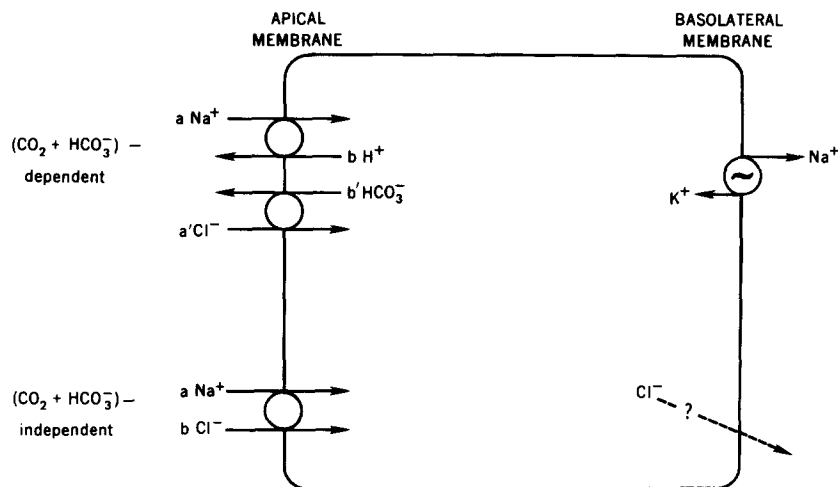 APICAL
MEMBRANE
BASOLATERAL
MEMBRANE
a Na⁺
(CO₂ + HCO₃⁻) –
dependent
b H⁺
b'HCO₃⁻
a'Cl⁻
Na⁺
~
K⁺
(CO₂ + HCO₃⁻) –
independent
a Na⁺
b Cl⁻
Cl⁻
?